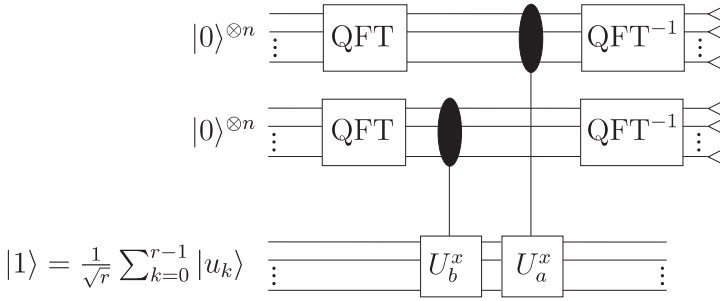 |0⟩^{⊗n} QFT QFT^{−1}
|0⟩^{⊗n} QFT QFT^{−1}
|1⟩ = \frac{1}{\sqrt{r}} \sum_{k=0}^{r−1} |u_k⟩ U_b^x U_a^x